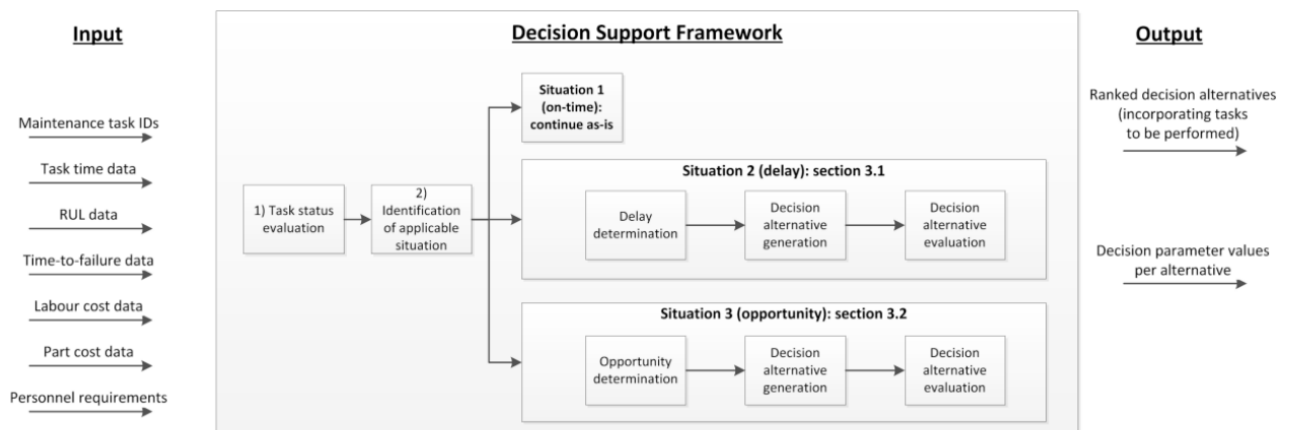 Input
Maintenance task IDs
Task time data
RUL data
Time-to-failure data
Labour cost data
Part cost data
Personnel requirements
Decision Support Framework
1) Task status
evaluation
2)
Identification
of applicable
situation
Situation 1
(on-time):
continue as-is
Situation 2 (delay): section 3.1
Delay
determination
Decision
alternative
generation
Decision
alternative
evaluation
Situation 3 (opportunity): section 3.2
Opportunity
determination
Decision
alternative
generation
Decision
alternative
evaluation
Output
Ranked decision alternatives
(incorporating tasks
to be performed)
Decision parameter values
per alternative